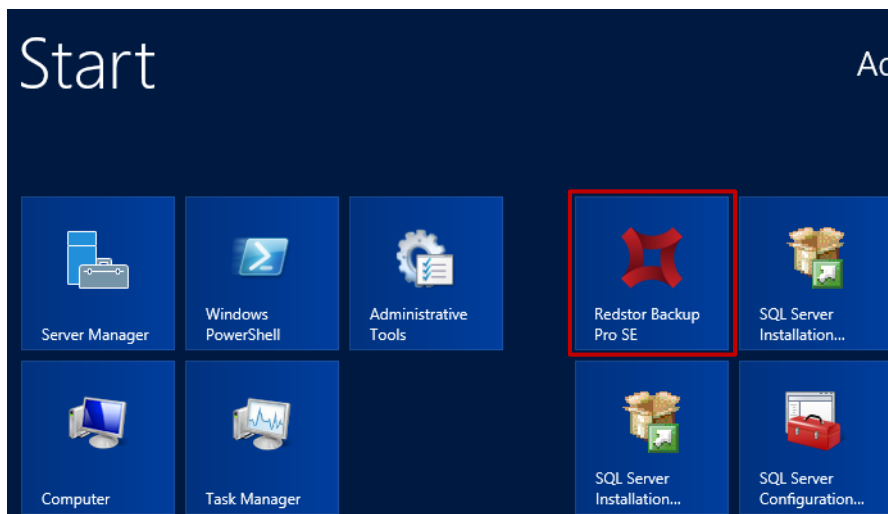 Start
Ac
Server Manager
Windows
PowerShell
Administrative
Tools
Redstor Backup
Pro SE
SQL Server
Installation...
Computer
Task Manager
SQL Server
Installation...
SQL Server
Configuration...